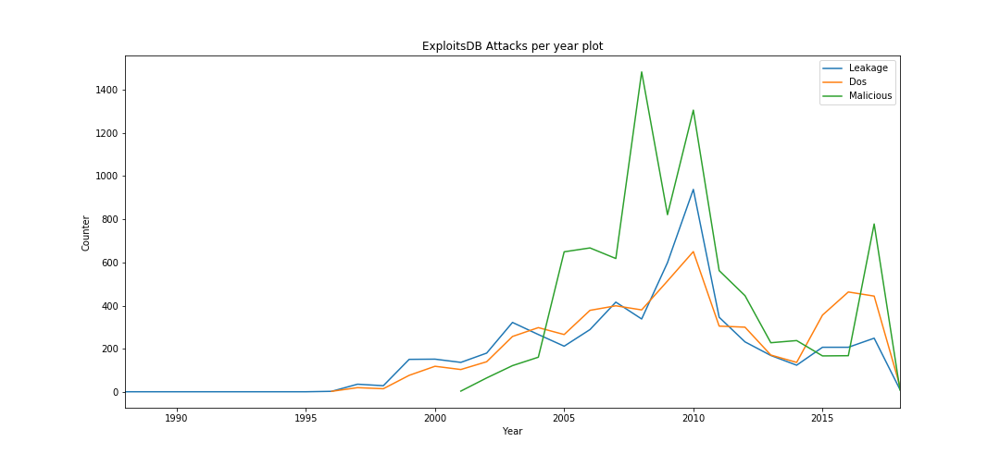 ExploitsDB Attacks per year plot
Leakage
Dos
Malicious
1400
1200
1000
800
600
400
200
0
Counter
1990 1995 2000 2005 2010 2015
Year